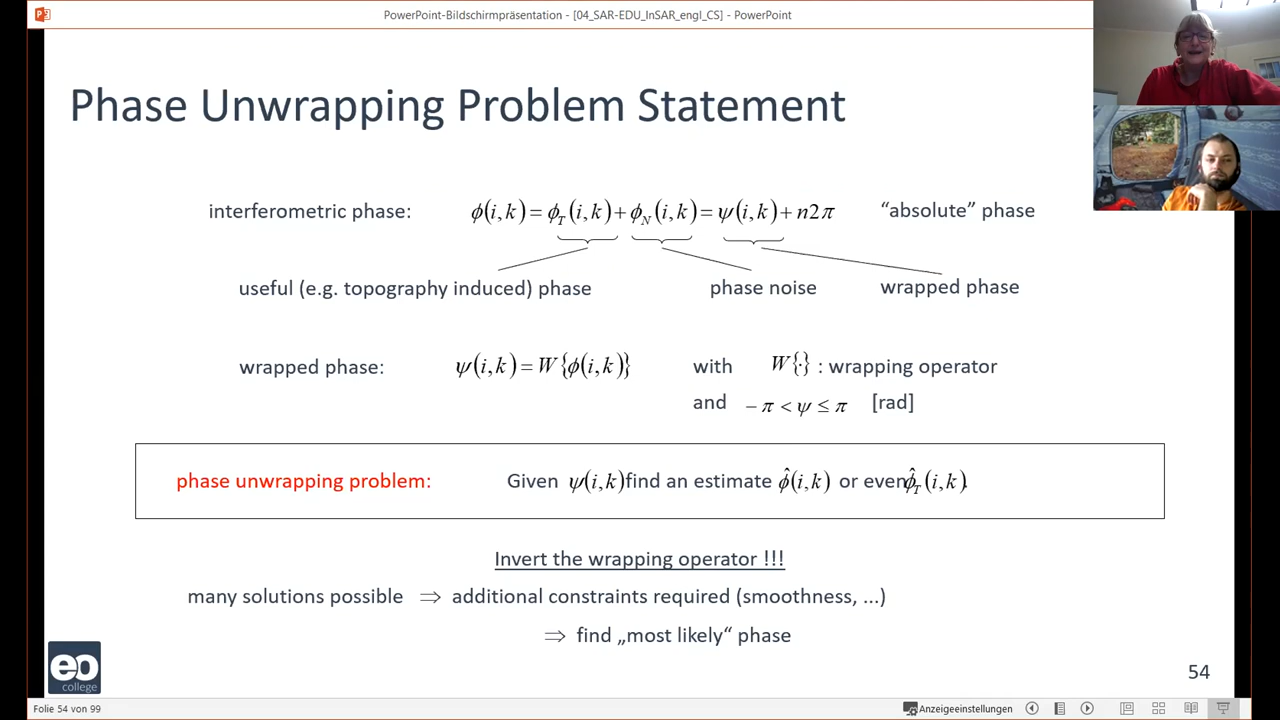 PowerPoint-Bildschirmpräsentation - [04_SAR-EDU_InSAR_engl_CS] - PowerPoint
Phase Unwrapping Problem Statement
interferometric phase: ϕ(i,k) = ϕ_T(i,k) + ϕ_N(i,k) = ψ(i,k) + n2π “absolute” phase
useful (e.g. topography induced) phase phase noise wrapped phase
wrapped phase: ψ(i,k) = W{ϕ(i,k)} with W{·} : wrapping operator
and −π < ψ ≤ π [rad]
phase unwrapping problem: Given ψ(i,k) find an estimate ϕ̂(i,k) or even ϕ̂_T(i,k).
Invert the wrapping operator !!!
many solutions possible ⇒ additional constraints required (smoothness, ...)
⇒ find „most likely“ phase
eo
college
54
Folie 54 von 99 Anzeigeeinstellungen